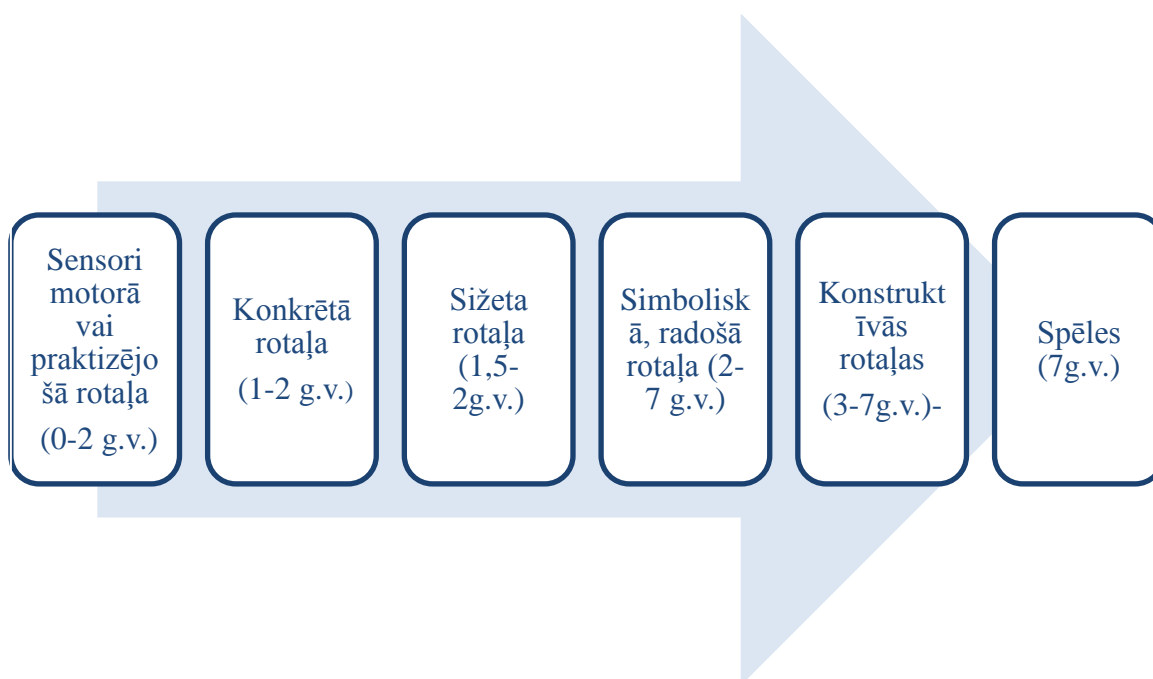 Sensori
motorā
vai
praktizējo
šā rotaļa
(0-2 g.v.)
Konkrētā
rotaļa
(1-2 g.v.)
Sižeta
rotaļa
(1,5-
2g.v.)
Simbolisk
ā, radošā
rotaļa (2-
7 g.v.)
Konstrukt
īvās
rotaļas
(3-7g.v.)-
Spēles
(7g.v.)